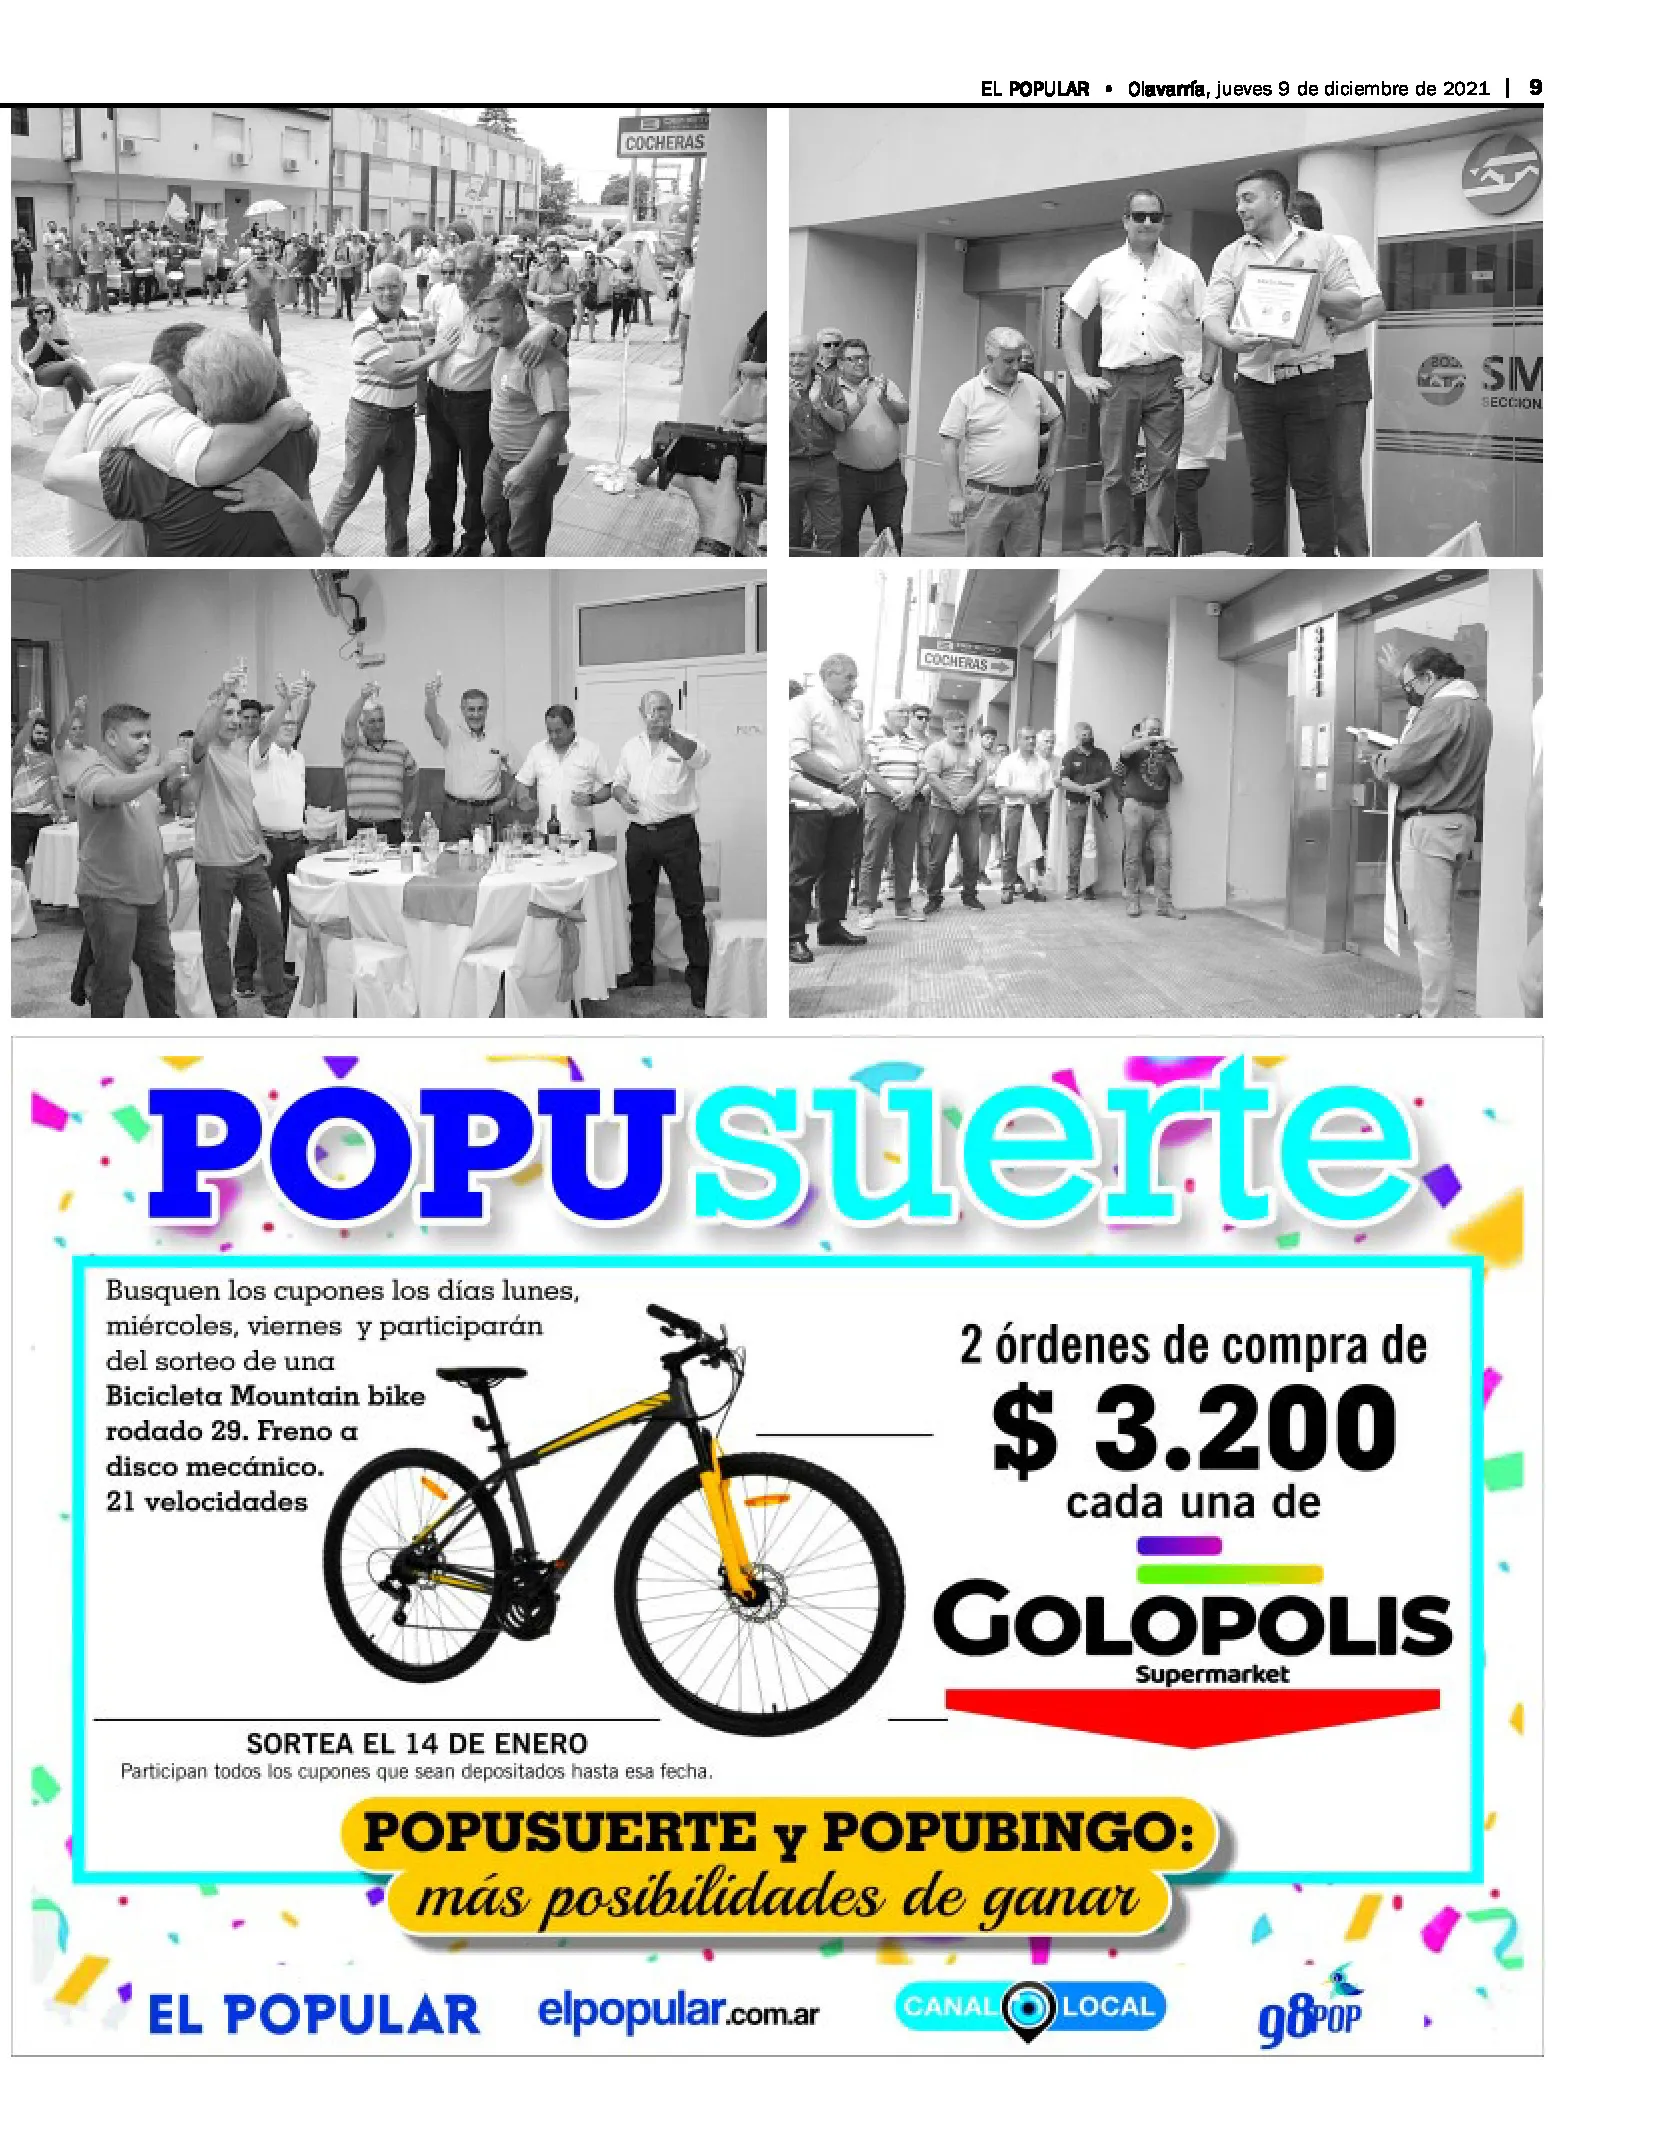 EL POPULAR • Olavarría, jueves 9 de diciembre de 2021 | 9
COCHERAS
SM
SECCION
COCHERAS
POPUsuerte
Busquen los cupones los días lunes,
miércoles, viernes y participarán
del sorteo de una
Bicicleta Mountain bike
rodado 29. Freno a
disco mecánico.
21 velocidades
2 órdenes de compra de
$ 3.200
cada una de
GOLOPOLIS
Supermarket
SORTEA EL 14 DE ENERO
Participan todos los cupones que sean depositados hasta esa fecha.
POPUSUERTE y POPUBINGO:
más posibilidades de ganar
EL POPULAR
elpopular.com.ar
CANAL LOCAL
98POP